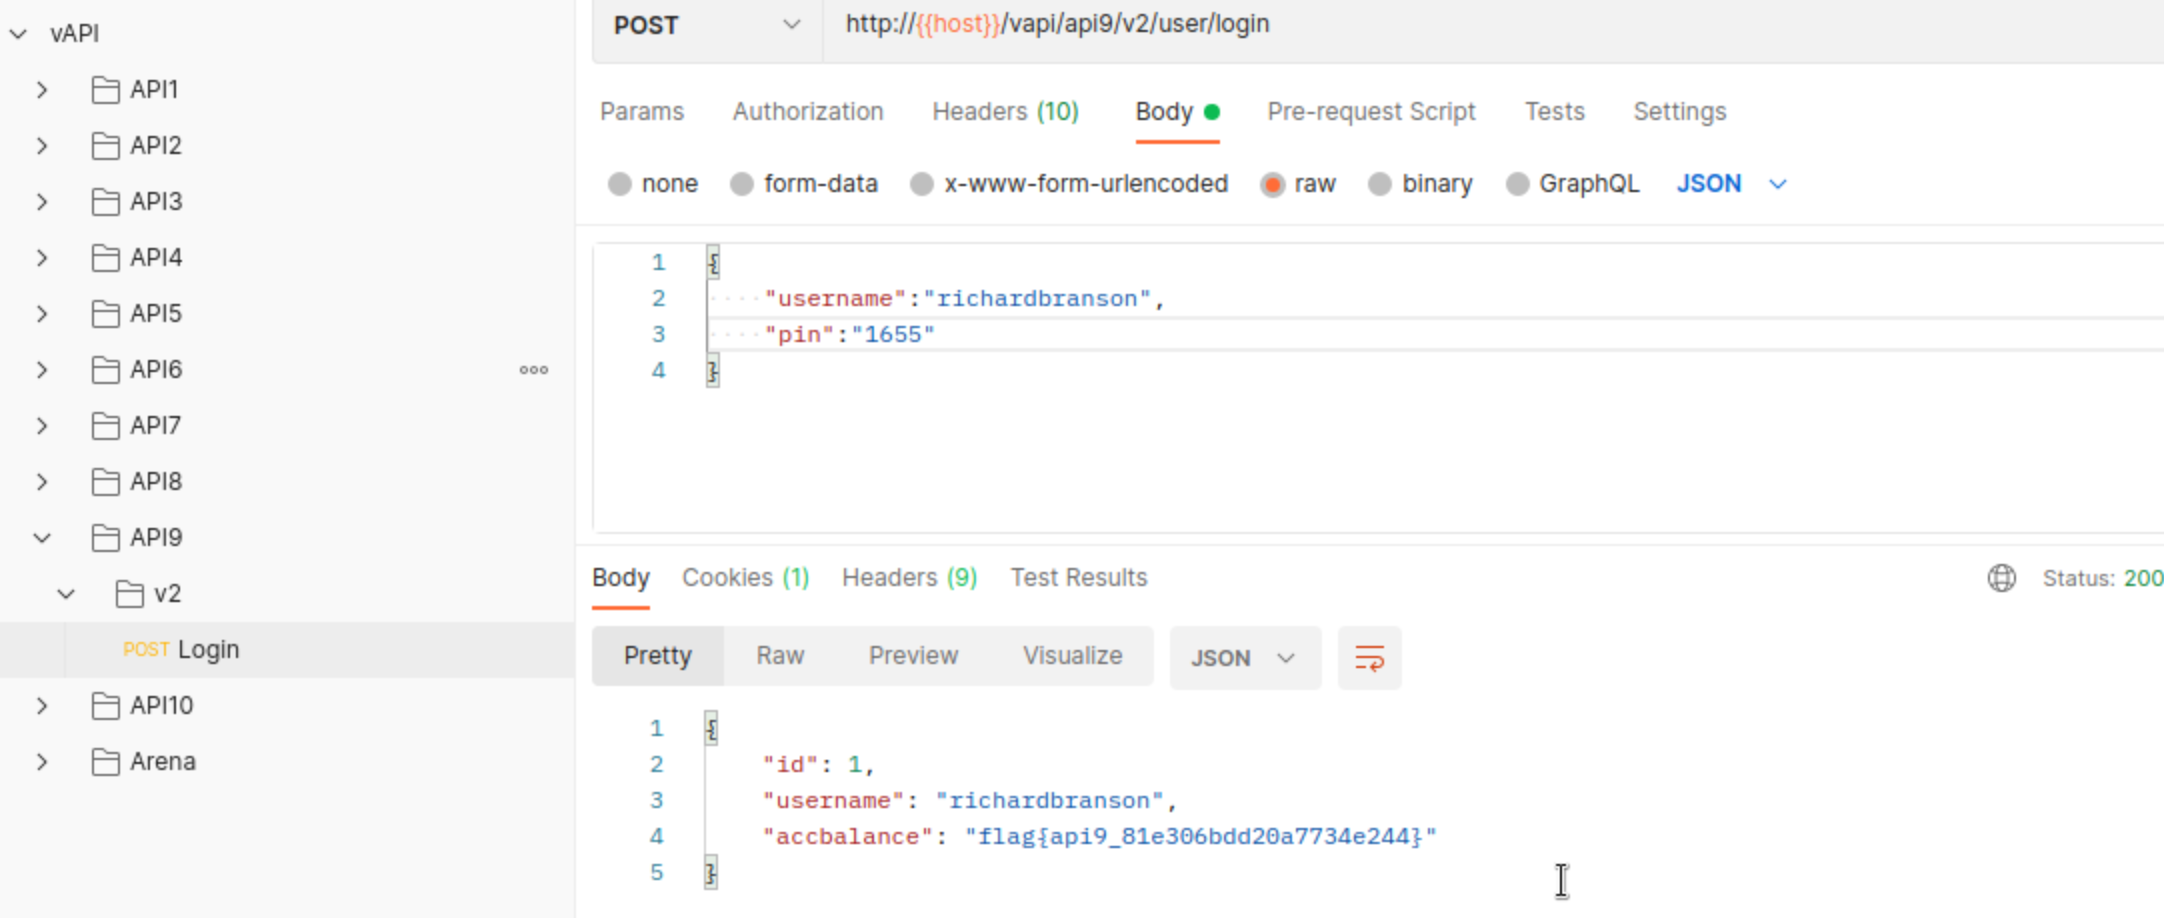 vAPI
API1
API2
API3
API4
API5
API6
API7
API8
API9
v2
POST Login
API10
Arena
POST http://{{host}}/vapi/api9/v2/user/login
Params Authorization Headers (10) Body Pre-request Script Tests Settings
none form-data x-www-form-urlencoded raw binary GraphQL JSON
1 {
2 "username":"richardbranson",
3 "pin":"1655"
4 }
Body Cookies (1) Headers (9) Test Results Status: 200
Pretty Raw Preview Visualize JSON
1 {
2 "id": 1,
3 "username": "richardbranson",
4 "accbalance": "flag{api9_81e306bdd20a7734e244}"
5 }